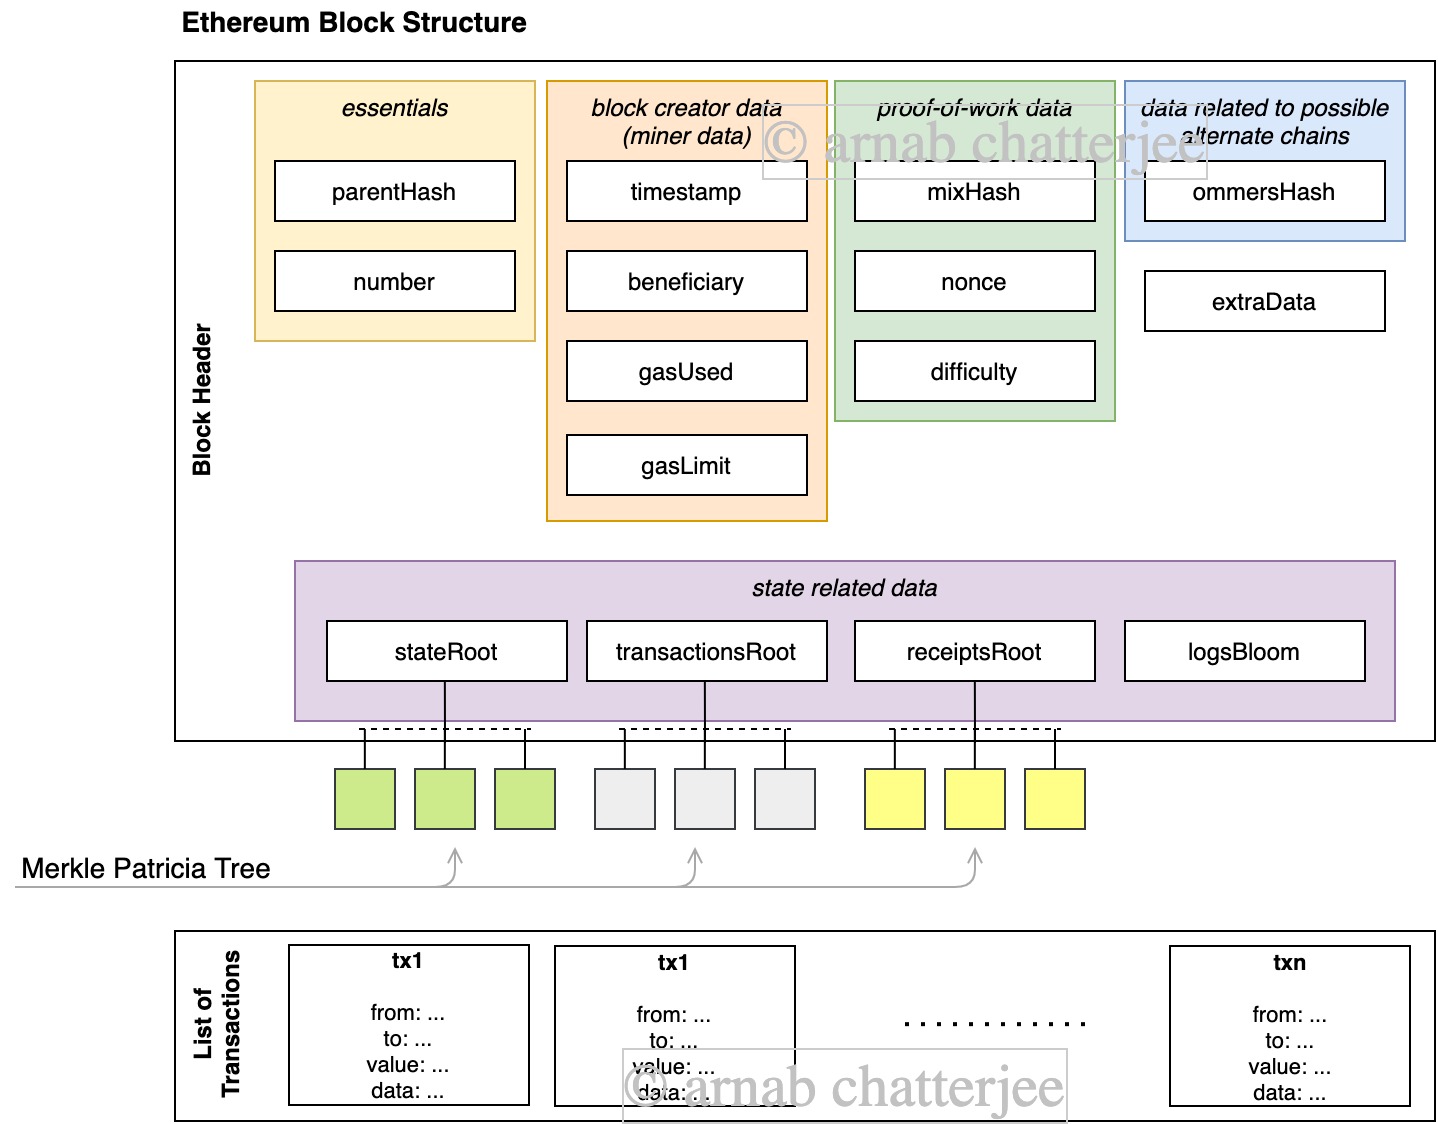 Ethereum Block Structure
Block Header
essentials
parentHash
number
block creator data
(miner data)
timestamp
beneficiary
gasUsed
gasLimit
proof-of-work data
mixHash
nonce
difficulty
data related to possible
alternate chains
ommersHash
extraData
© arnab chatterjee
state related data
stateRoot
transactionsRoot
receiptsRoot
logsBloom
Merkle Patricia Tree
List of
Transactions
tx1
from: ...
to: ...
value: ...
data: ...
tx1
from: ...
to: ...
value: ...
data: ...
............
txn
from: ...
to: ...
value: ...
data: ...
© arnab chatterjee